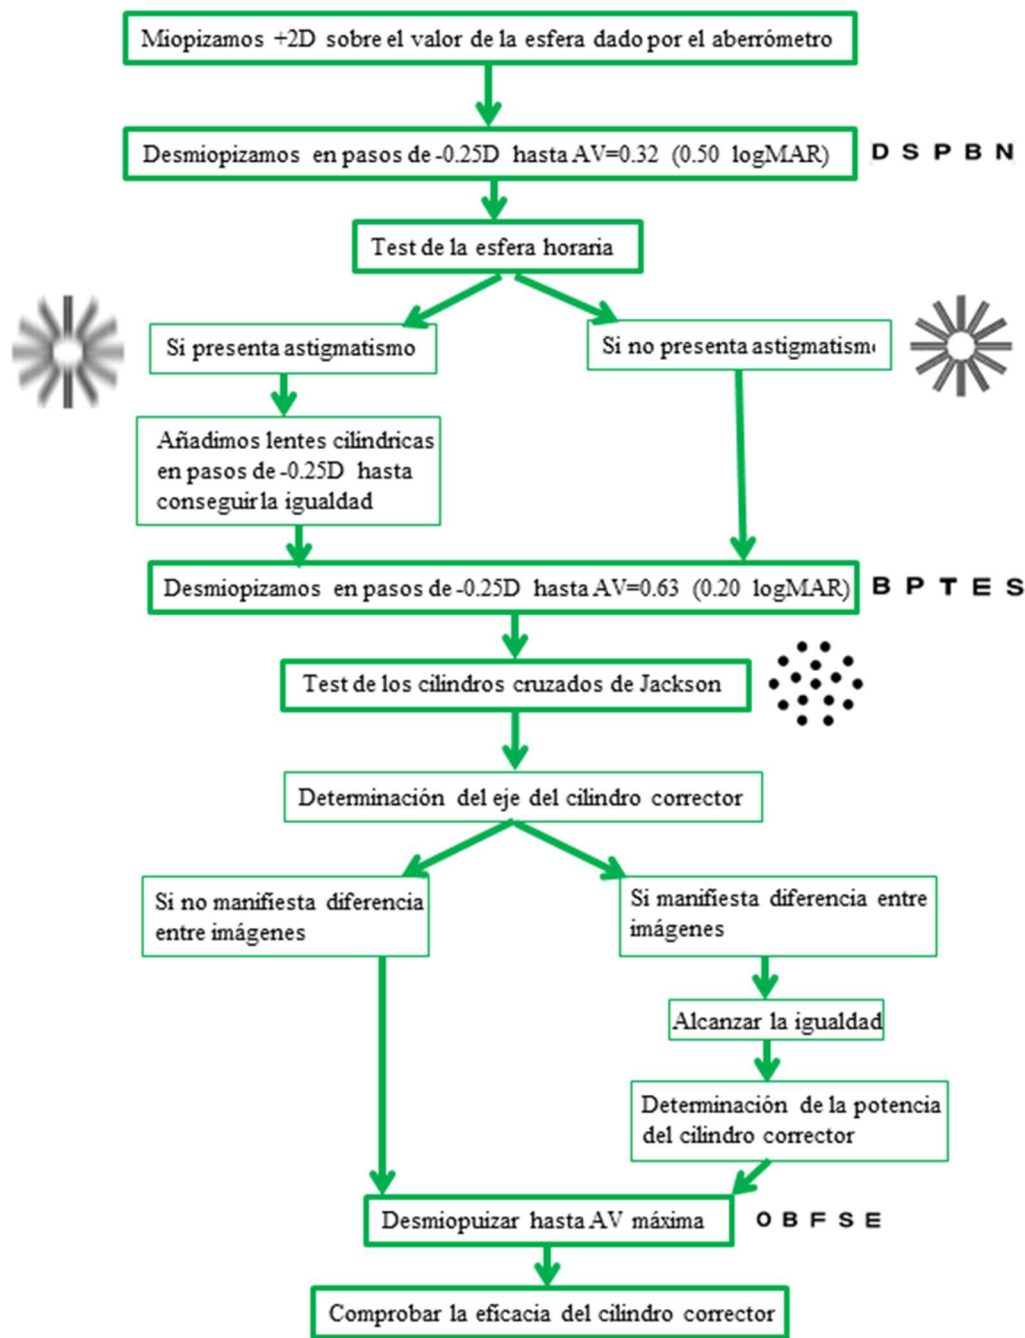 Miopizamos +2D sobre el valor de la esfera dado por el aberrómetro
Desmiopizamos en pasos de -0.25D hasta AV=0.32 (0.50 logMAR)
D S P B N
Test de la esfera horaria
Si presenta astigmatismo
Si no presenta astigmatismo
Añadimos lentes cilíndricas
en pasos de -0.25D hasta
conseguir la igualdad
Desmiopizamos en pasos de -0.25D hasta AV=0.63 (0.20 logMAR)
B P T E S
Test de los cilindros cruzados de Jackson
Determinación del eje del cilindro corrector
Si no manifiesta diferencia
entre imágenes
Si manifiesta diferencia entre
imágenes
Alcanzar la igualdad
Determinación de la potencia
del cilindro corrector
Desmiopuizar hasta AV máxima
O B F S E
Comprobar la eficacia del cilindro corrector